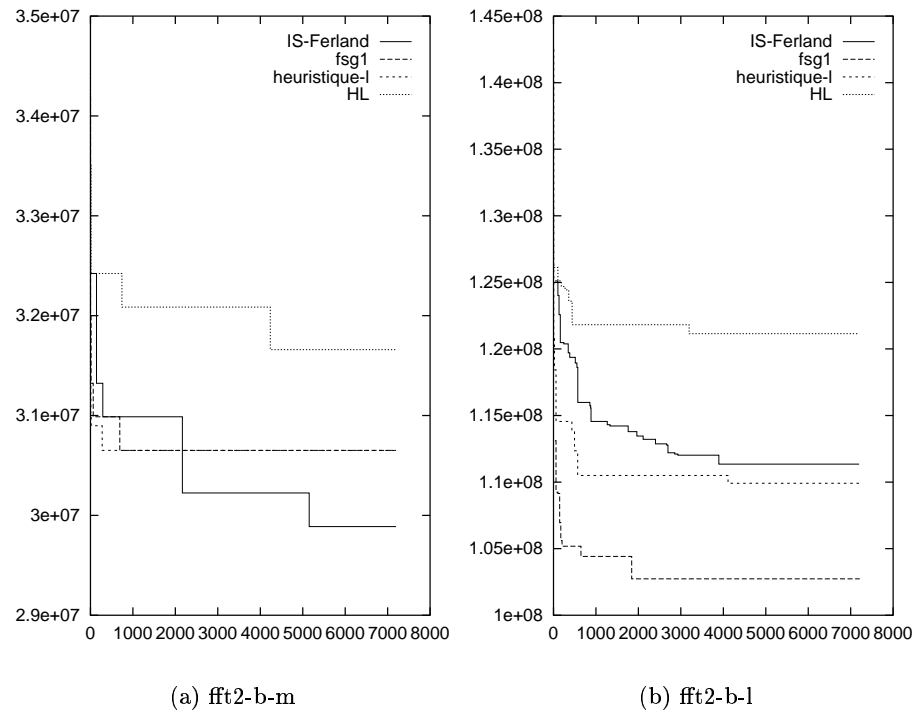 3.5e+07
3.4e+07
3.3e+07
3.2e+07
3.1e+07
3e+07
2.9e+07
0 1000 2000 3000 4000 5000 6000 7000 8000
IS-Ferland
fsg1
heuristique-l
HL
(a) fft2-b-m
1.45e+08
1.4e+08
1.35e+08
1.3e+08
1.25e+08
1.2e+08
1.15e+08
1.1e+08
1.05e+08
1e+08
0 1000 2000 3000 4000 5000 6000 7000 8000
IS-Ferland
fsg1
heuristique-l
HL
(b) fft2-b-l